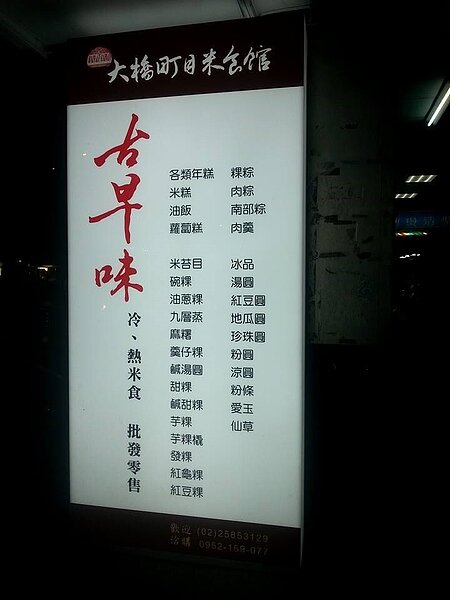 大橋町目米食館
古早味
冷、熱米食 批發零售
各類年糕
米糕
油飯
蘿蔔糕
粿粽
肉粽
南部粽
肉羹
米苔目
碗粿
油蔥粿
九層蒸
麻糬
羹仔粿
鹹湯圓
甜粿
鹹甜粿
芋粿
芋粿橇
發粿
紅龜粿
紅豆粿
冰品
湯圓
紅豆圓
地瓜圓
珍珠圓
粉圓
涼圓
粉條
愛玉
仙草
歡迎 (02)25853129
洽購 0952-159-077